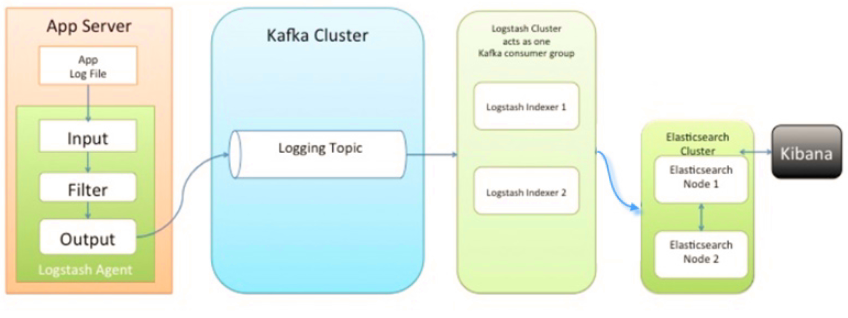 App Server
App
Log File
Input
Filter
Output
Logstash Agent
Kafka Cluster
Logging Topic
Logstash Cluster
acts as one
Kafka consumer group
Logstash Indexer 1
Logstash Indexer 2
Elasticsearch
Cluster
Elasticsearch
Node 1
Elasticsearch
Node 2
Kibana